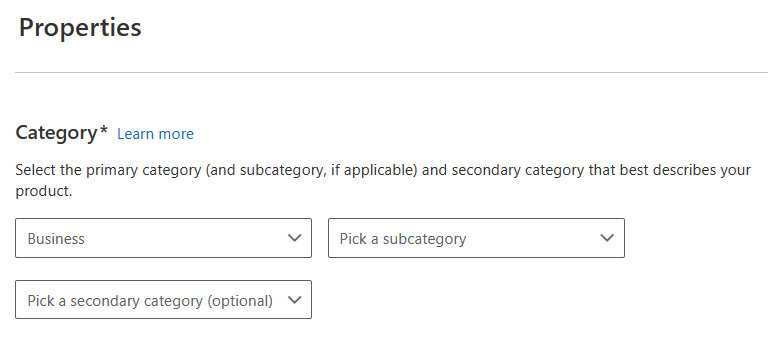 Properties
Category* Learn more
Select the primary category (and subcategory, if applicable) and secondary category that best describes your
product.
Business Pick a subcategory
Pick a secondary category (optional)